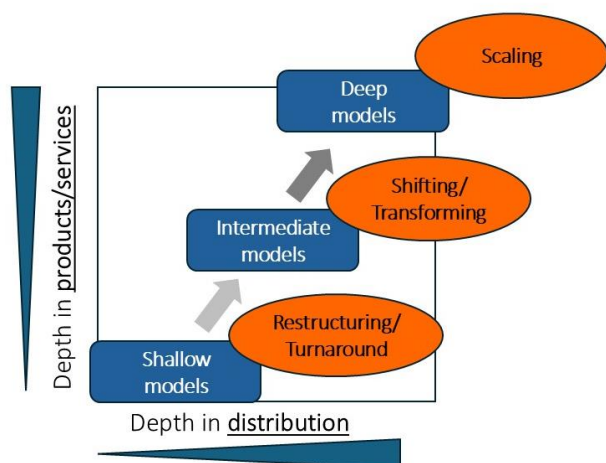 Scaling
Deep
models
Shifting/
Transforming
Intermediate
models
Restructuring/
Turnaround
Shallow
models
Depth in products/services
Depth in distribution